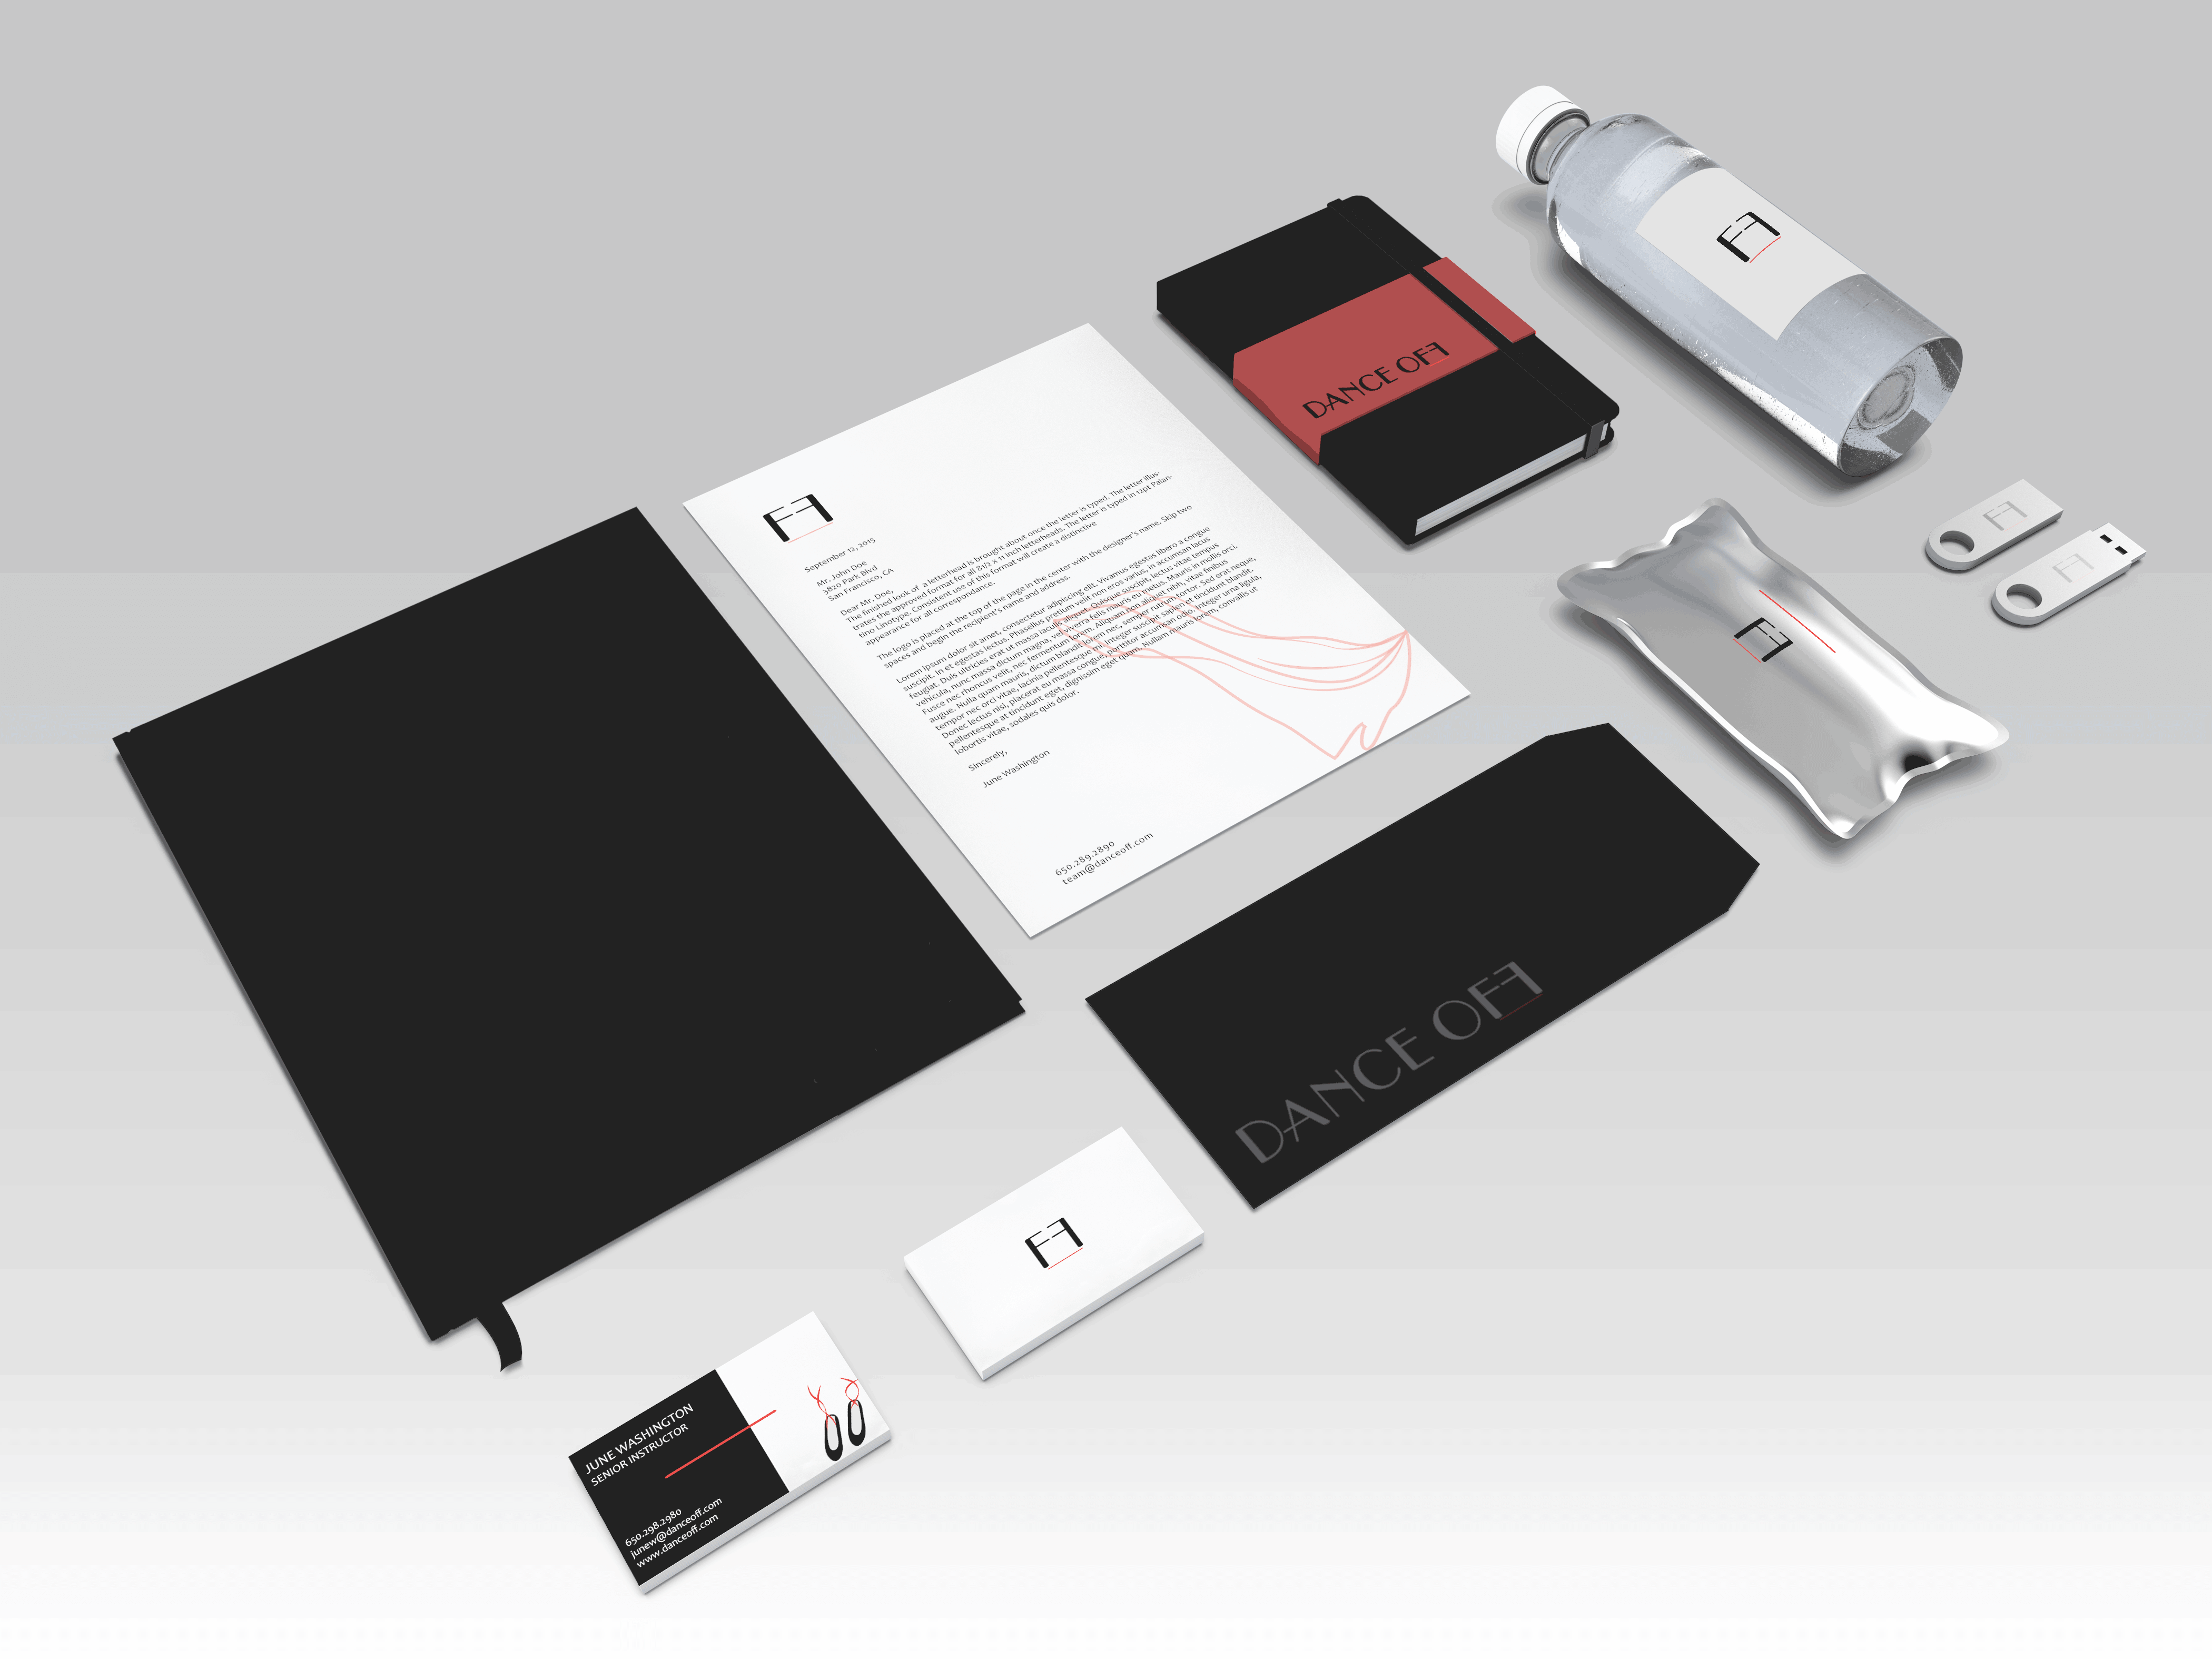 DANCE OFF
September 12, 2015
Mr. John Doe
3820 Park Blvd
San Francisco, CA
Dear Mr. Doe,
The finished look of a letterhead is brought about once the letter is typed. The letter illus-
trates the approved format for all 81/2 x 11 inch letterheads. The letter is typed in 12pt Palan-
tino Linotype. Consistent use of this format will create a distinctive
appearance for all correspondance.
The logo is placed at the top of the page in the center with the designer's name. Skip two
spaces and begin the recipient's name and address.
Lorem ipsum dolor sit amet, consectetur adipiscing elit. Vivamus egestas libero a congue
suscipit. In et egestas lectus. Phasellus pretium velit non eros varius, in accumsan lacus
feugiat. Duis ultricies erat ut massa iaculis aliquet. Quisque suscipit, lectus vitae tempus
vehicula, nunc massa dictum magna, vel viverra felis mauris eu metus. Mauris in mollis orci.
Fusce nec rhoncus velit, nec fermentum lorem. Aliquam non aliquet nibh, vitae finibus
augue. Nulla quam mauris, dictum blandit lorem nec, semper rutrum tortor. Sed erat neque,
tempor nec orci vitae, lacinia pellentesque mi. Integer suscipit sapien et tincidunt blandit.
Donec lectus nisi, placerat eu massa congue, porttitor accumsan odio. Integer urna ligula,
pellentesque at tincidunt eget, dignissim eget quam. Nullam mauris lorem, convallis ut
lobortis vitae, sodales quis dolor.
Sincerely,
June Washington
650.289.2890
team@danceoff.com
DANCE OFF
JUNE WASHINGTON
SENIOR INSTRUCTOR
650.298.2980
junew@danceoff.com
www.danceoff.com